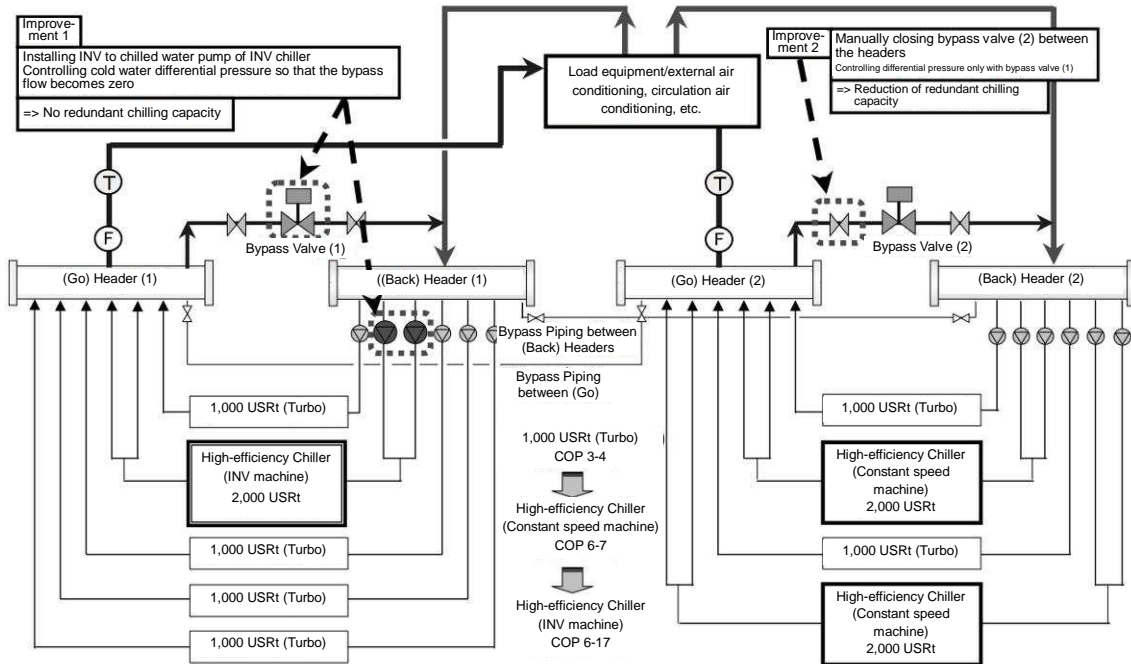 Improve-
ment 1
Installing INV to chilled water pump of INV chiller
Controlling cold water differential pressure so that the bypass
flow becomes zero
=> No redundant chilling capacity
Load equipment/external air
conditioning, circulation air
conditioning, etc.
Improve-
ment 2
Manually closing bypass valve (2) between
the headers
Controlling differential pressure only with bypass valve (1)
=> Reduction of redundant chilling
capacity
T
F
T
F
Bypass Valve (1)
Bypass Valve (2)
(Go) Header (1)
((Back) Header (1)
(Go) Header (2)
(Back) Header (2)
Bypass Piping between
(Back) Headers
Bypass Piping
between (Go)
1,000 USRt (Turbo)
High-efficiency Chiller
(INV machine)
2,000 USRt
1,000 USRt (Turbo)
1,000 USRt (Turbo)
1,000 USRt (Turbo)
1,000 USRt (Turbo)
COP 3-4
High-efficiency Chiller
(Constant speed machine)
COP 6-7
High-efficiency Chiller
(INV machine)
COP 6-17
1,000 USRt (Turbo)
High-efficiency Chiller
(Constant speed
machine)
2,000 USRt
1,000 USRt (Turbo)
High-efficiency Chiller
(Constant speed
machine)
2,000 USRt